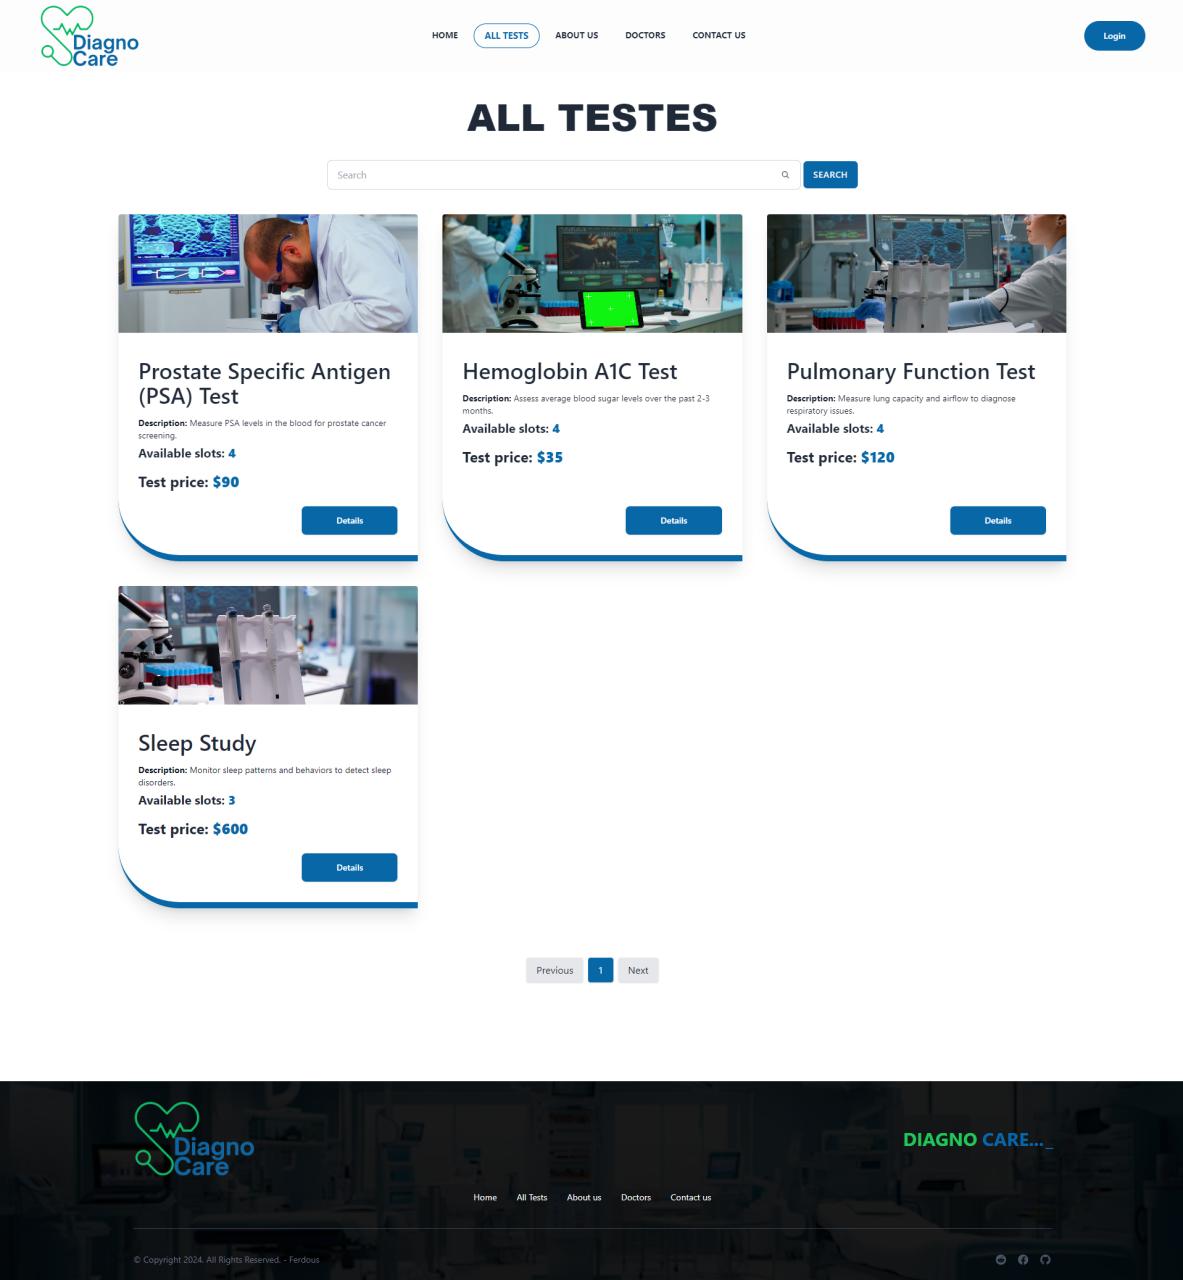 Diagno
Care
HOME
ALL TESTS
ABOUT US
DOCTORS
CONTACT US
Login
ALL TESTES
Search
SEARCH
Prostate Specific Antigen
(PSA) Test
Description: Measure PSA levels in the blood for prostate cancer
screening.
Available slots: 4
Test price: $90
Details
Hemoglobin A1C Test
Description: Assess average blood sugar levels over the past 2-3
months.
Available slots: 4
Test price: $35
Details
Pulmonary Function Test
Description: Measure lung capacity and airflow to diagnose
respiratory issues.
Available slots: 4
Test price: $120
Details
Sleep Study
Description: Monitor sleep patterns and behaviors to detect sleep
disorders.
Available slots: 3
Test price: $600
Details
Previous
1
Next
Diagno
Care
DIAGNO CARE..._
Home
All Tests
About us
Doctors
Contact us
© Copyright 2024. All Rights Reserved. - Ferdous